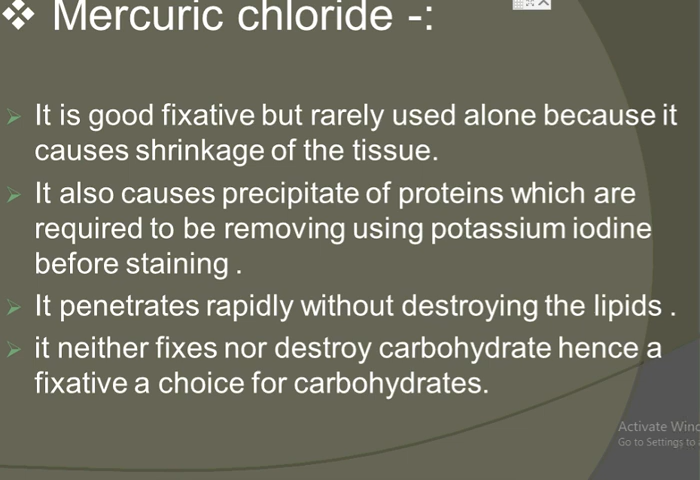 ❖ Mercuric chloride -:
➢ It is good fixative but rarely used alone because it
causes shrinkage of the tissue.
➢ It also causes precipitate of proteins which are
required to be removing using potassium iodine
before staining .
➢ It penetrates rapidly without destroying the lipids .
➢ it neither fixes nor destroy carbohydrate hence a
fixative a choice for carbohydrates.
Activate Wind
Go to Settings to